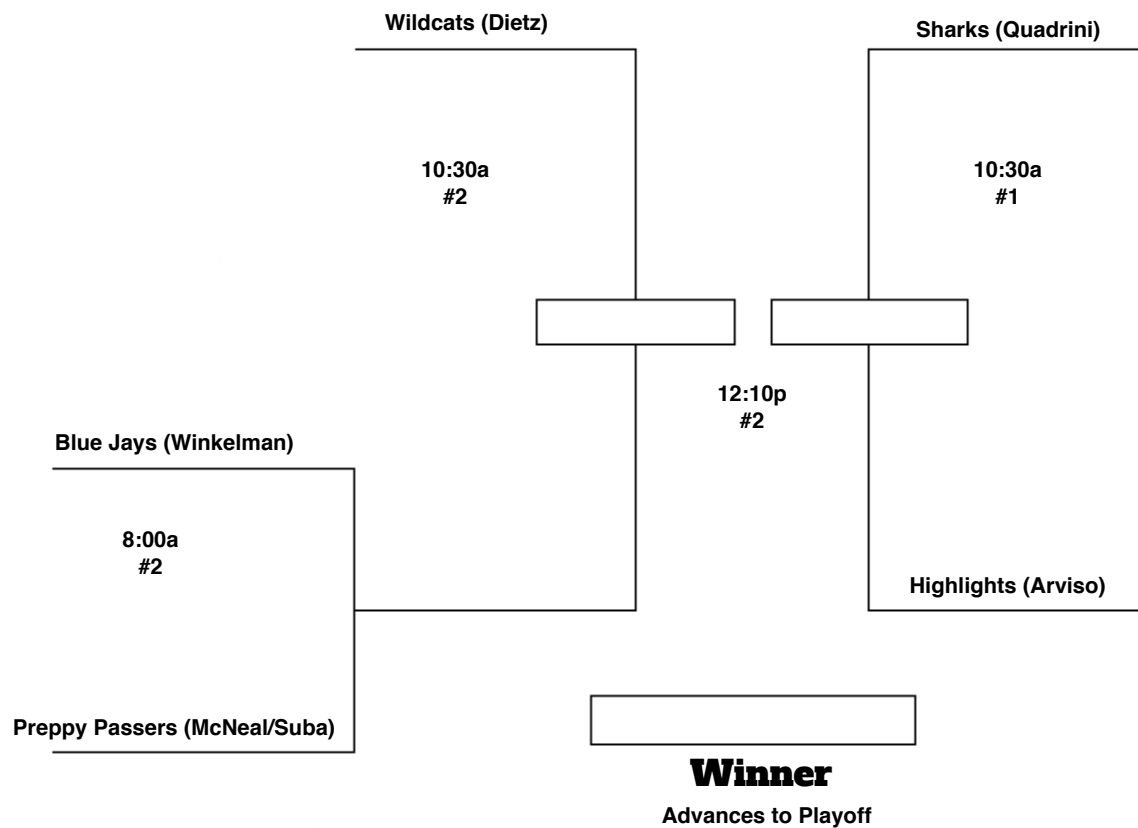 Wildcats (Dietz)
Sharks (Quadrini)
10:30a
#2
10:30a
#1
12:10p
#2
Blue Jays (Winkelman)
8:00a
#2
Highlights (Arviso)
Preppy Passers (McNeal/Suba)
Winner
Advances to Playoff